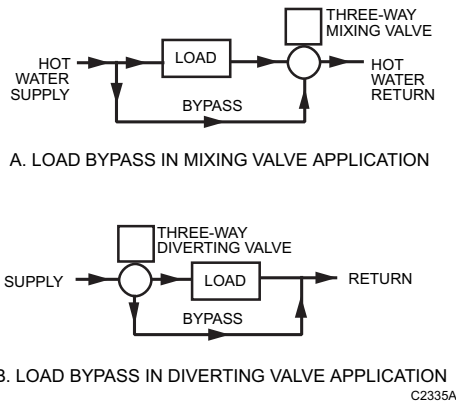 THREE-WAY
MIXING VALVE
HOT
WATER
SUPPLY
LOAD
HOT
WATER
RETURN
BYPASS
A. LOAD BYPASS IN MIXING VALVE APPLICATION
THREE-WAY
DIVERTING VALVE
SUPPLY
LOAD
RETURN
BYPASS
B. LOAD BYPASS IN DIVERTING VALVE APPLICATION
C2335A